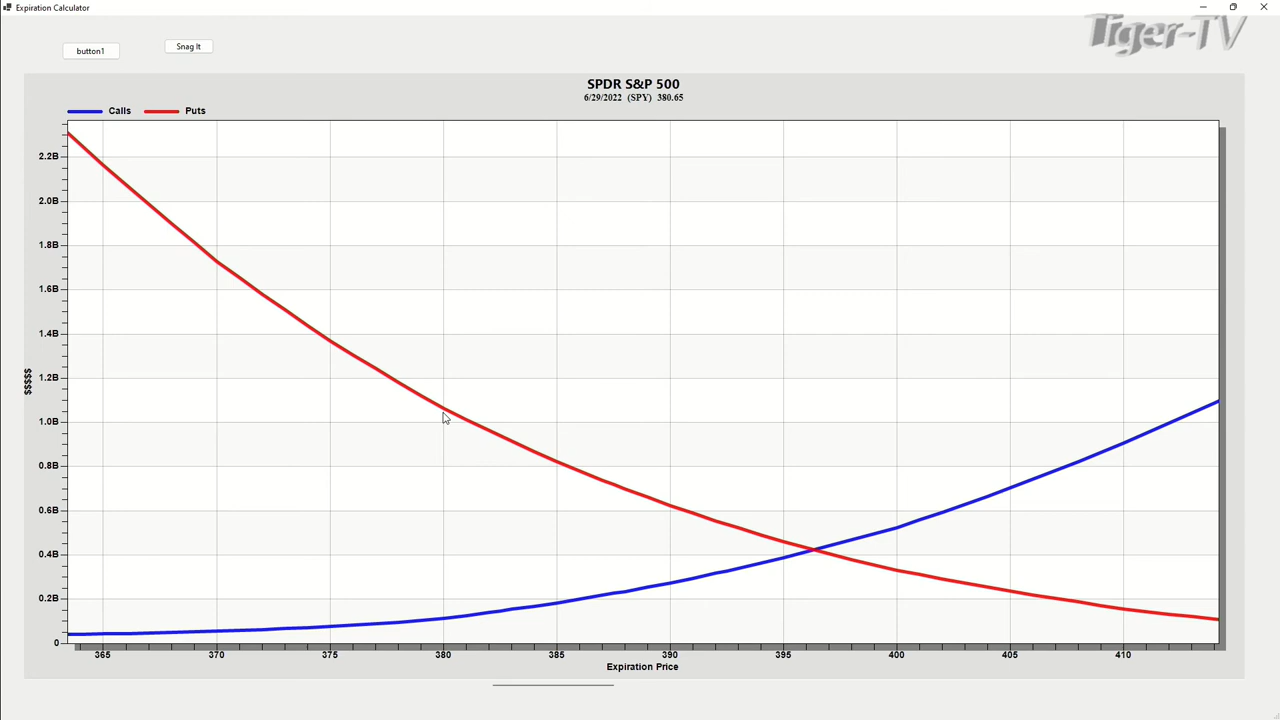 Expiration Calculator
Tiger-TV
button1
Snag It
SPDR S&P 500
6/29/2022 (SPY) 380.65
Calls
Puts
2.2B
2.0B
1.8B
1.6B
1.4B
1.2B
1.0B
0.8B
0.6B
0.4B
0.2B
0
$$$$$
365
370
375
380
385
390
395
400
405
410
Expiration Price